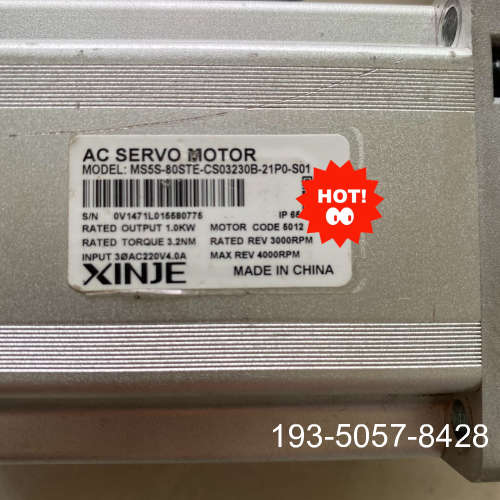 AC SERVO MOTOR
MODEL: MS5S-80STE-CS03230B-21P0-S01
HOT!
S/N 0V1471L015580775 IP 65
RATED OUTPUT 1.0KW MOTOR CODE 5012
RATED TORQUE 3.2NM RATED REV 3000RPM
INPUT 3ØAC220V4.0A MAX REV 4000RPM
XINJE MADE IN CHINA
193-5057-8428